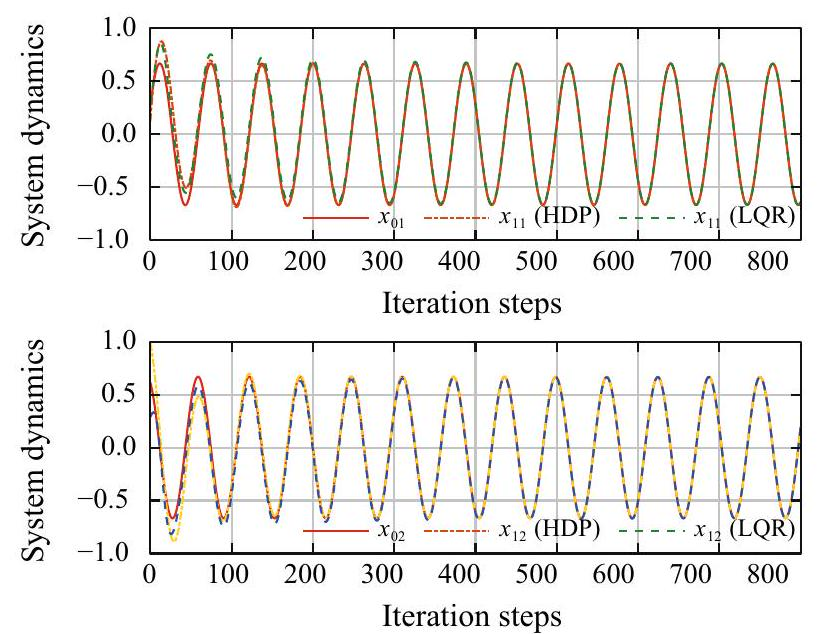 System dynamics
1.0
0.5
0.0
−0.5
−1.0
x01 x11 (HDP) x11 (LQR)
0 100 200 300 400 500 600 700 800
Iteration steps
System dynamics
1.0
0.5
0.0
−0.5
−1.0
x02 x12 (HDP) x12 (LQR)
0 100 200 300 400 500 600 700 800
Iteration steps